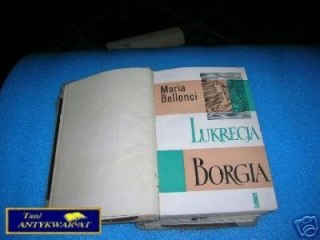 Maria
Bellonci
LUKRECJA
BORGIA
Tani
ANTYKWARIAT